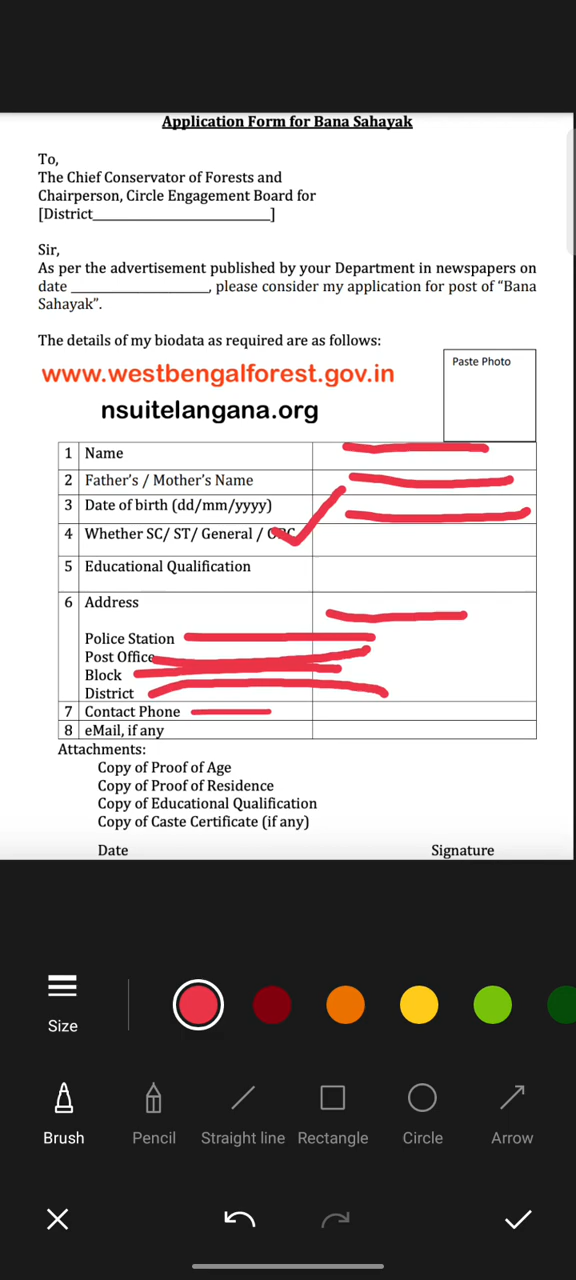 Application Form for Bana Sahayak
To,
The Chief Conservator of Forests and
Chairperson, Circle Engagement Board for
[District_________________________]
Sir,
As per the advertisement published by your Department in newspapers on
date ____________________, please consider my application for post of “Bana
Sahayak”.
The details of my biodata as required are as follows:
www.westbengalforest.gov.in
Paste Photo
nsuitelangana.org
1 Name
2 Father's / Mother's Name
3 Date of birth (dd/mm/yyyy)
4 Whether SC/ ST/ General /
5 Educational Qualification
6 Address
Police Station
Post Office
Block
District
7 Contact Phone
8 eMail, if any
Attachments:
Copy of Proof of Age
Copy of Proof of Residence
Copy of Educational Qualification
Copy of Caste Certificate (if any)
Date Signature
Size
Brush Pencil Straight line Rectangle Circle Arrow